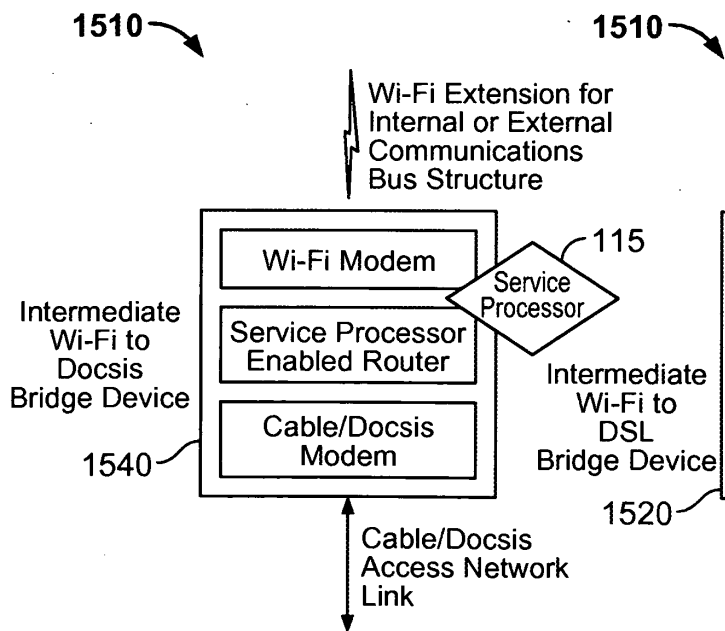 1510
1510
Wi-Fi Extension for
Internal or External
Communications
Bus Structure
Wi-Fi Modem
115
Service
Processor
Intermediate
Wi-Fi to
Docsis
Bridge Device
Service Processor
Enabled Router
Intermediate
Wi-Fi to
DSL
Bridge Device
Cable/Docsis
Modem
1540
1520
Cable/Docsis
Access Network
Link